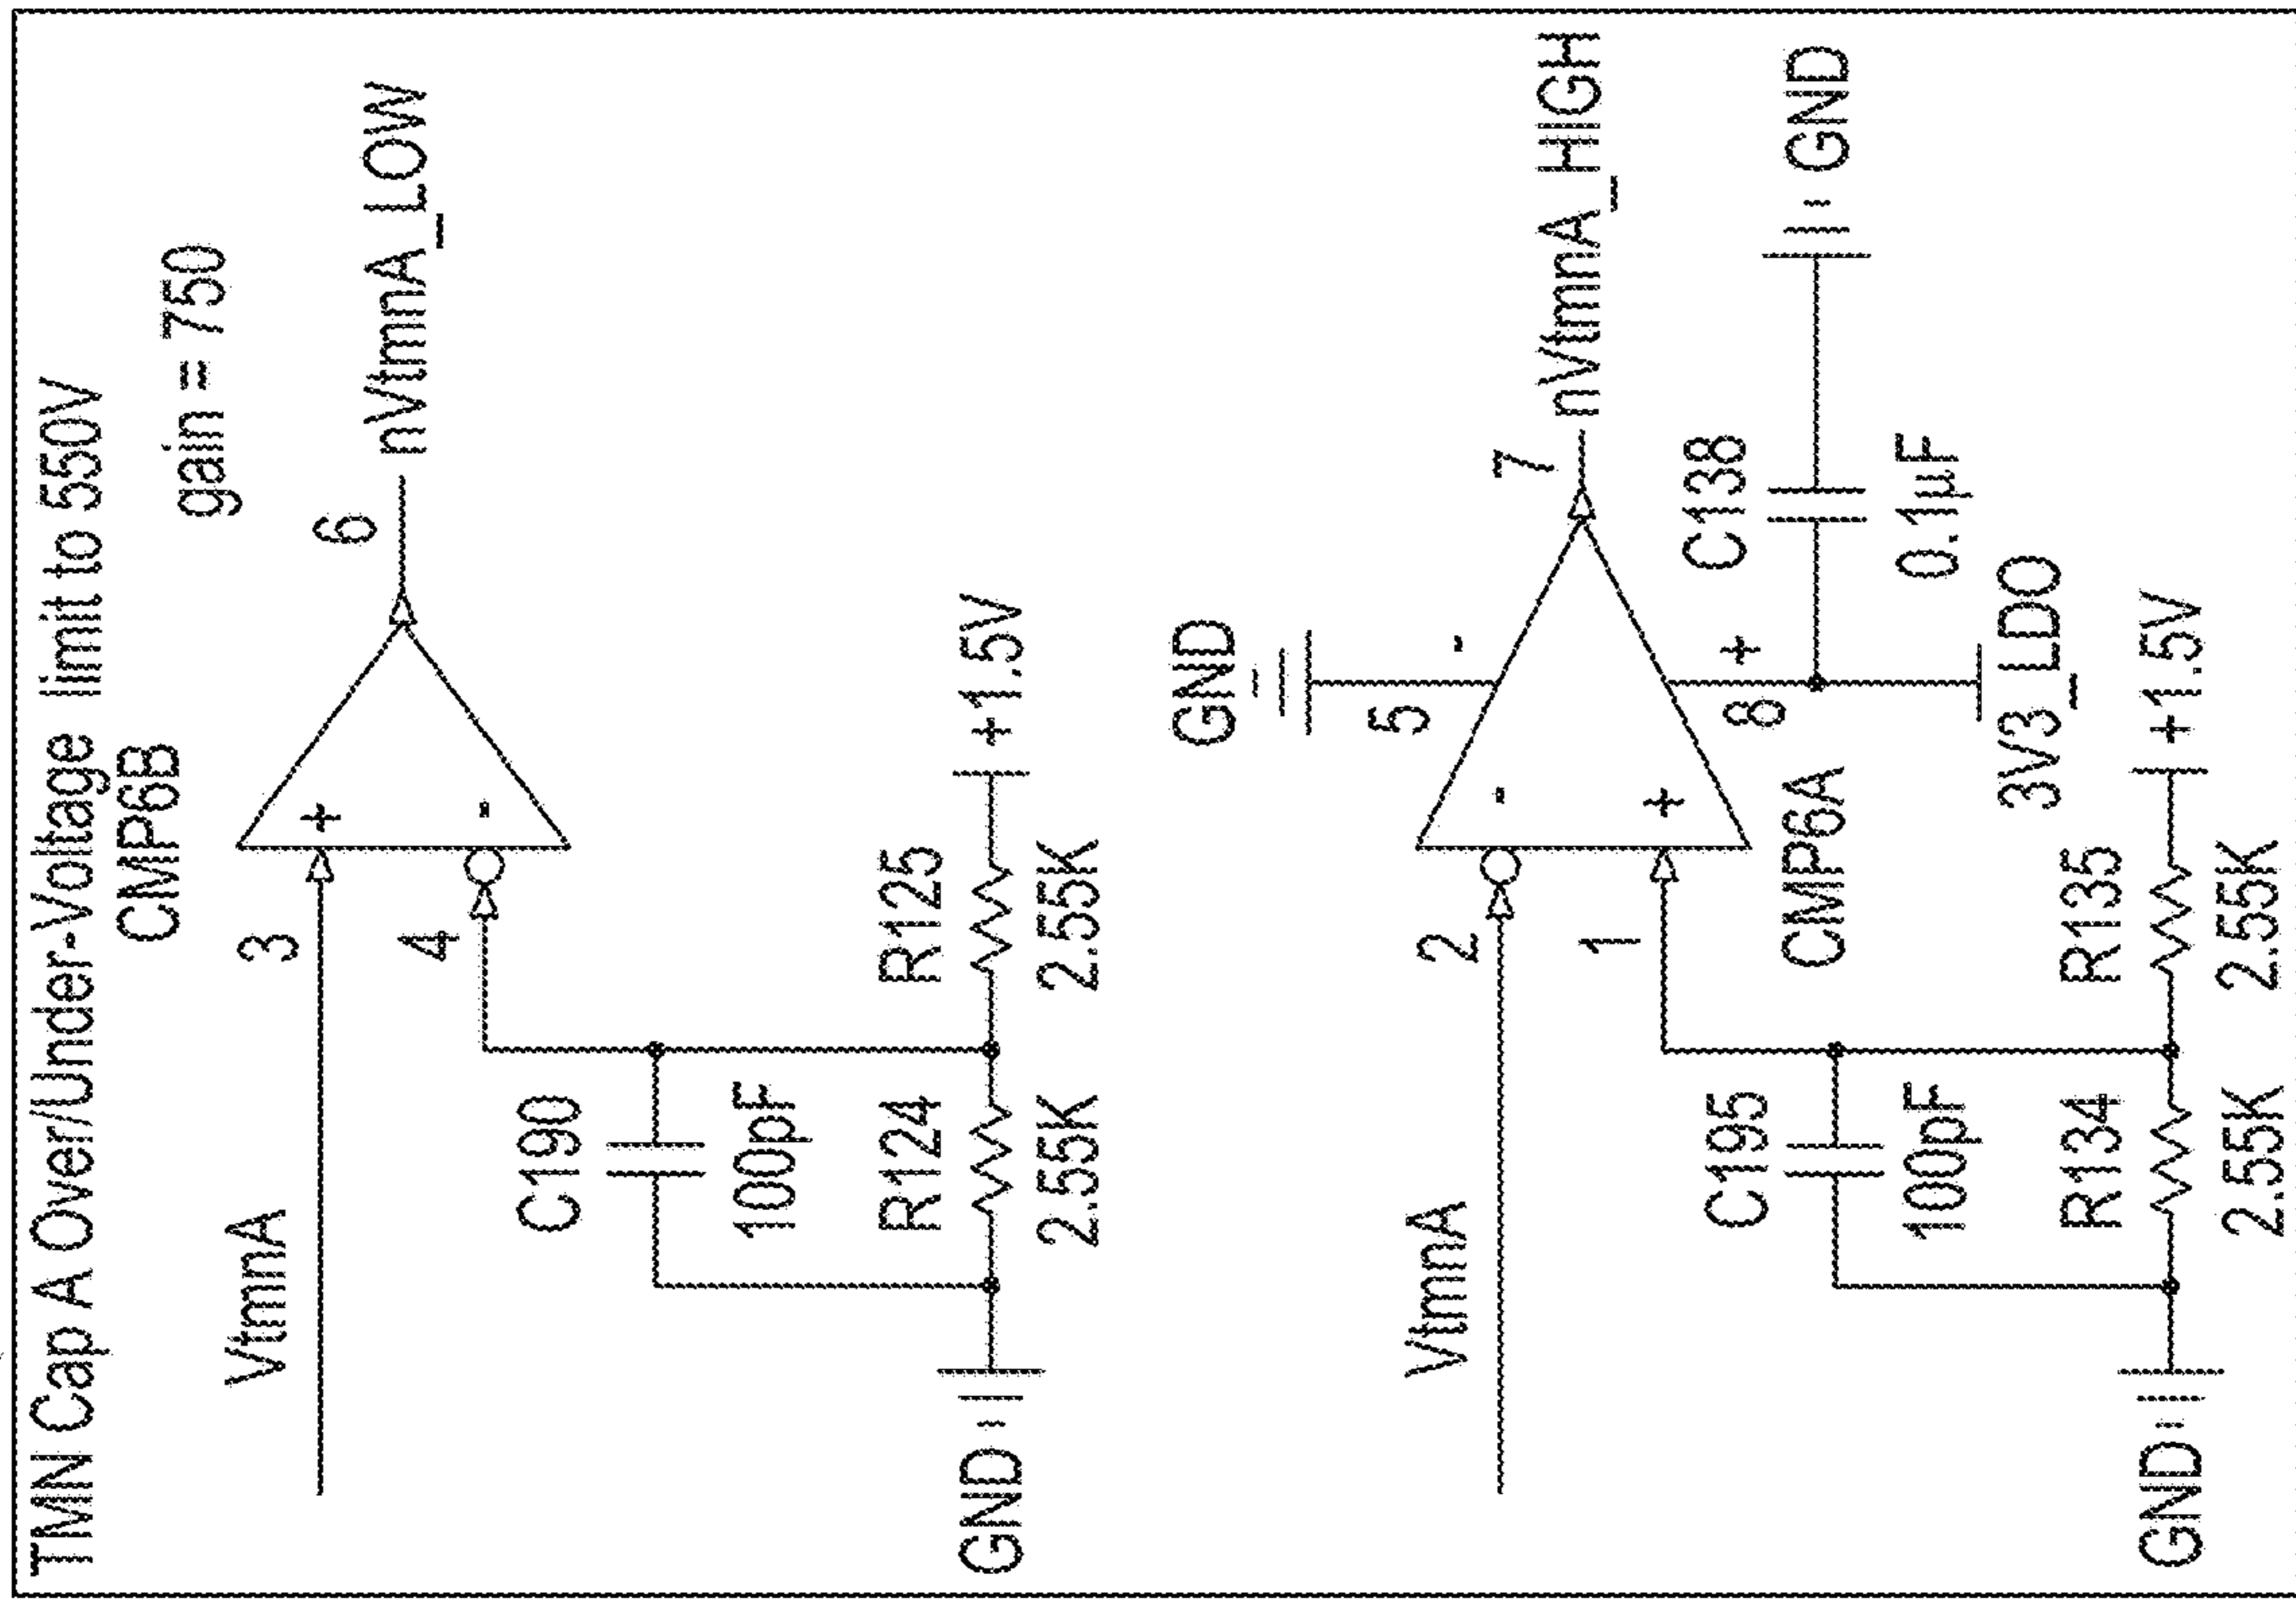 TMN Cap A Over/Under-Voltage limit to 550V
CMP6B
gain = 750
VtmnA
3
+
6
nVtmnA_LOW
4
-
C190
100pF
R124
2.55K
R125
2.55K
+1.5V
GND
GND
5
-
VtmnA
2
-
7
nVtmnA_HIGH
1
+
CMP6A
8
+
C138
0.1µF
GND
3V3_LDO
C195
100pF
R134
2.55K
R135
2.55K
+1.5V
GND